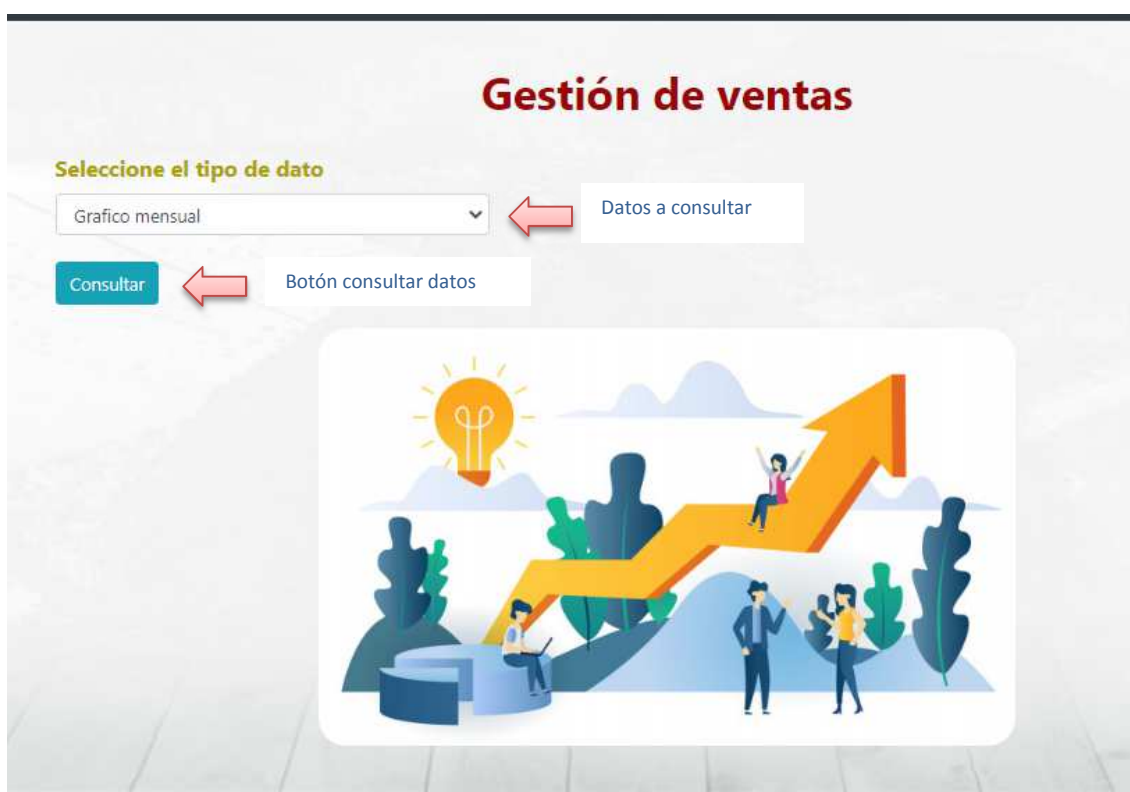 Gestión de ventas
Seleccione el tipo de dato
Grafico mensual
Datos a consultar
Consultar
Botón consultar datos